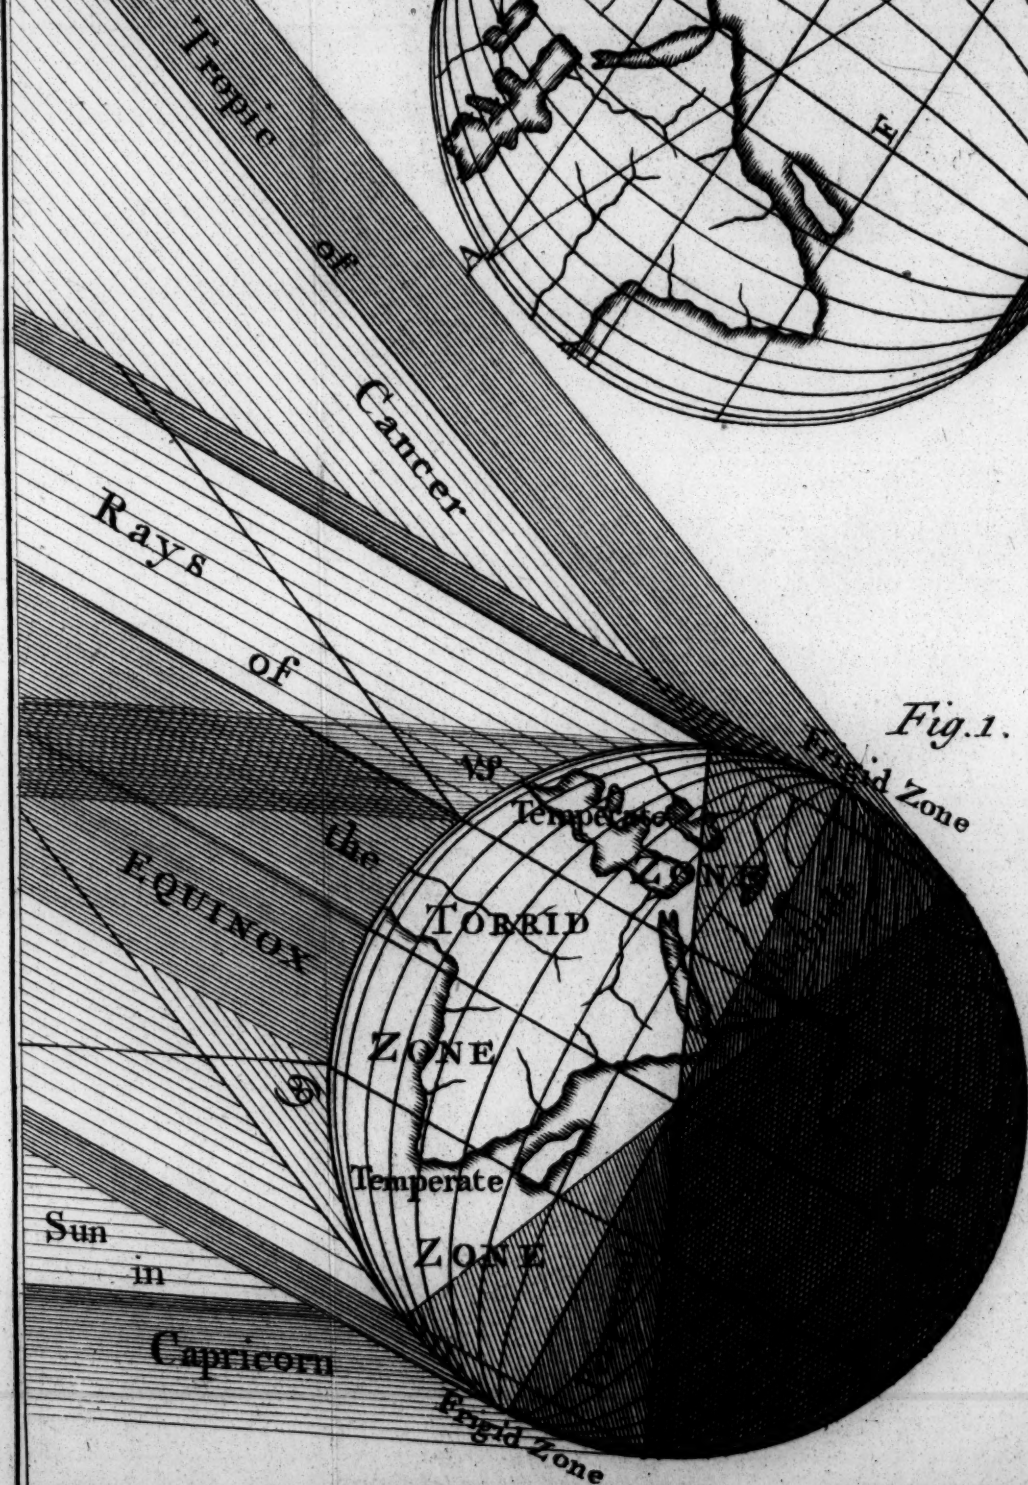 Tropic
of
Cancer
A
E
Rays
of
the
EQUINOX
Sun
in
Capricorn
Fig.1.
Frigid Zone
♑
Temperate
ZONE
TORRID
ZONE
♋
Temperate
ZONE
Frigid Zone